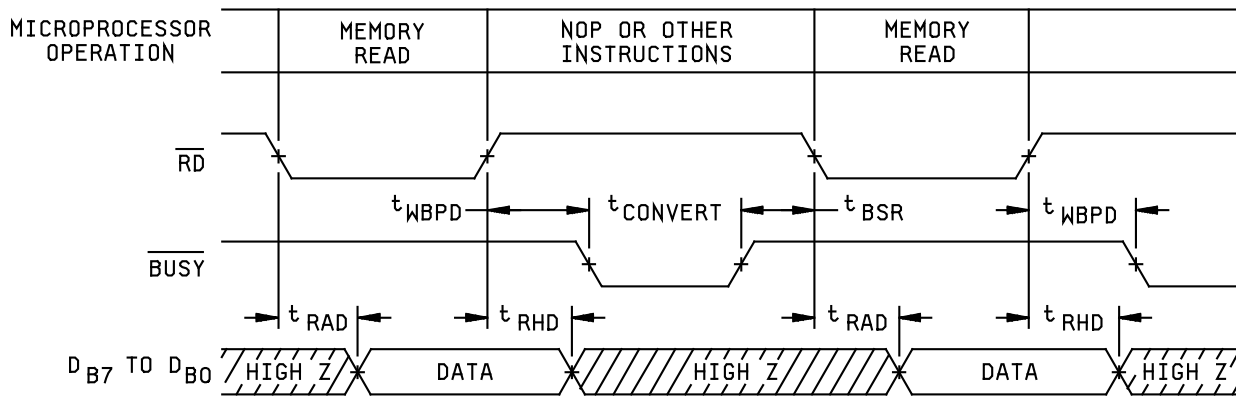 MICROPROCESSOR OPERATION
MEMORY READ
NOP OR OTHER INSTRUCTIONS
MEMORY READ
RD
tWBPD
tCONVERT
tBSR
tWBPD
BUSY
tRAD
tRHD
tRAD
tRHD
DB7 TO DB0
HIGH Z
DATA
HIGH Z
DATA
HIGH Z